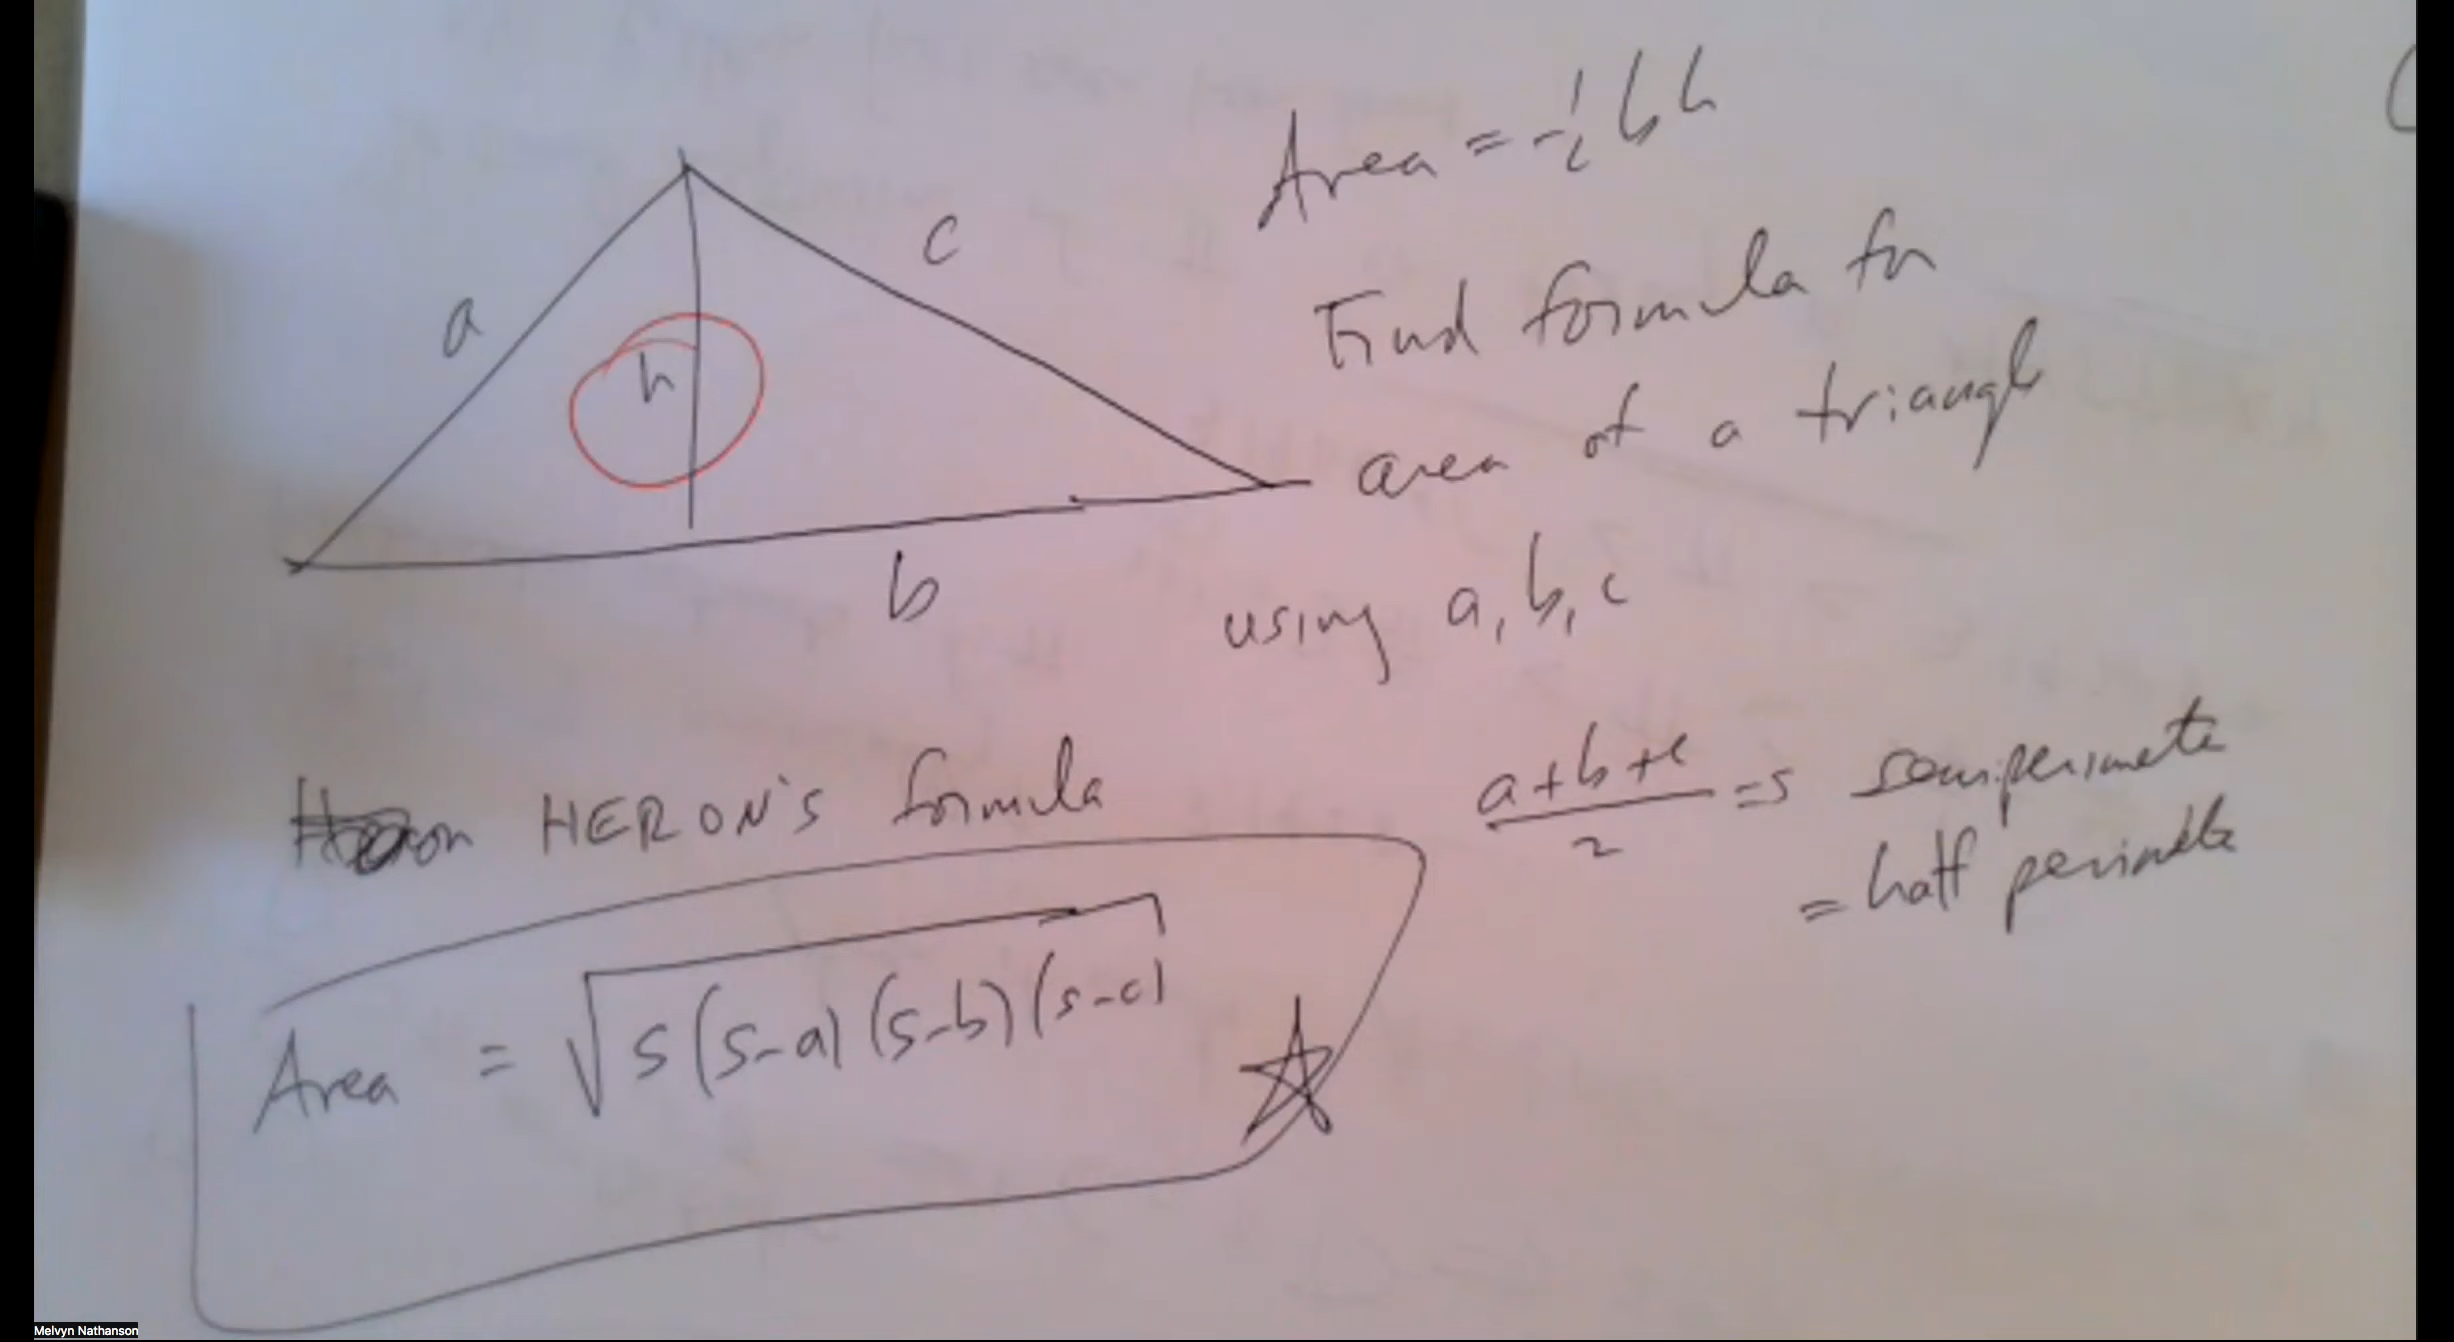 Area = ½ bh
c
a
h
Find formula for
area of a triangle
b
using a, b, c
HERON'S formula
a+b+c / 2 = s semiperimeter
= half perimeter
Area = √s(s-a)(s-b)(s-c)
Melvyn Nathanson